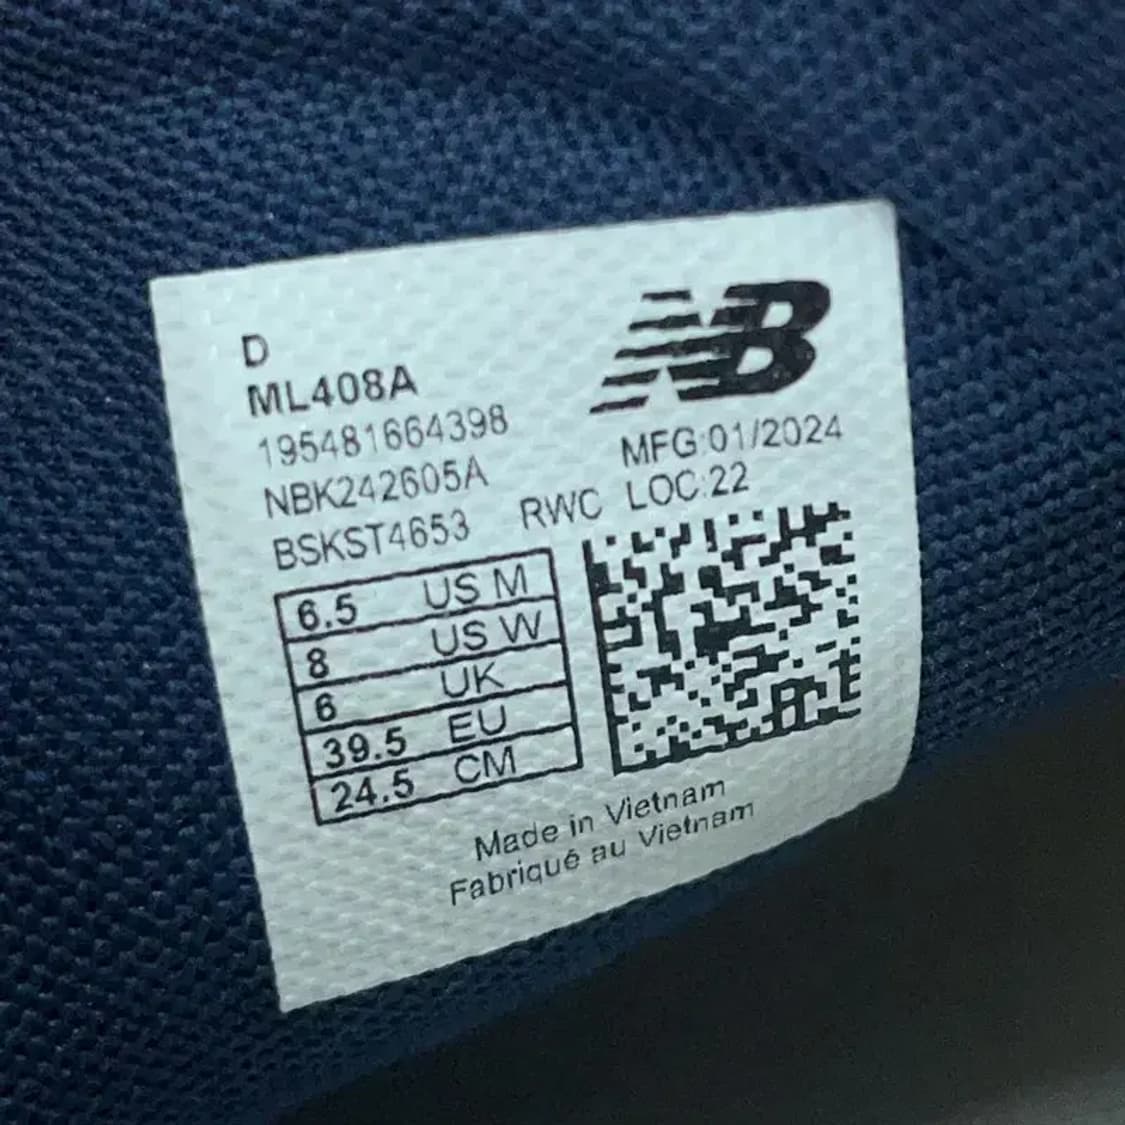 D
ML408A
195481664398
NBK242605A
BSKST4653
NB
MFG:01/2024
RWC LOC:22
6.5 US M
8 US W
6 UK
39.5 EU
24.5 CM
Made in Vietnam
Fabriqué au Vietnam